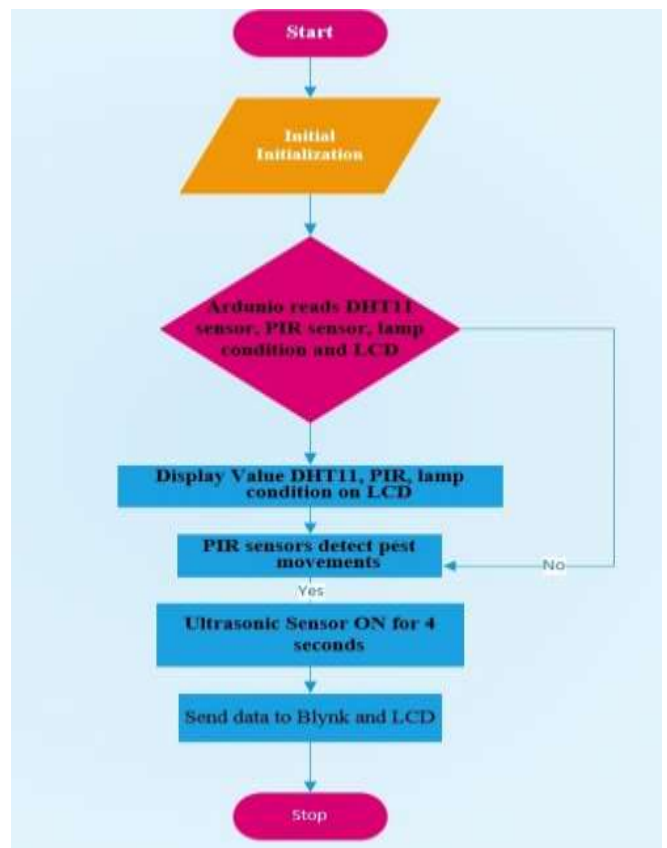 Start
Initial
Initialization
Ardunio reads DHT11
sensor, PIR sensor, lamp
condition and LCD
Display Value DHT11, PIR, lamp
condition on LCD
PIR sensors detect pest
movements
No
Yes
Ultrasonic Sensor ON for 4
seconds
Send data to Blynk and LCD
Stop